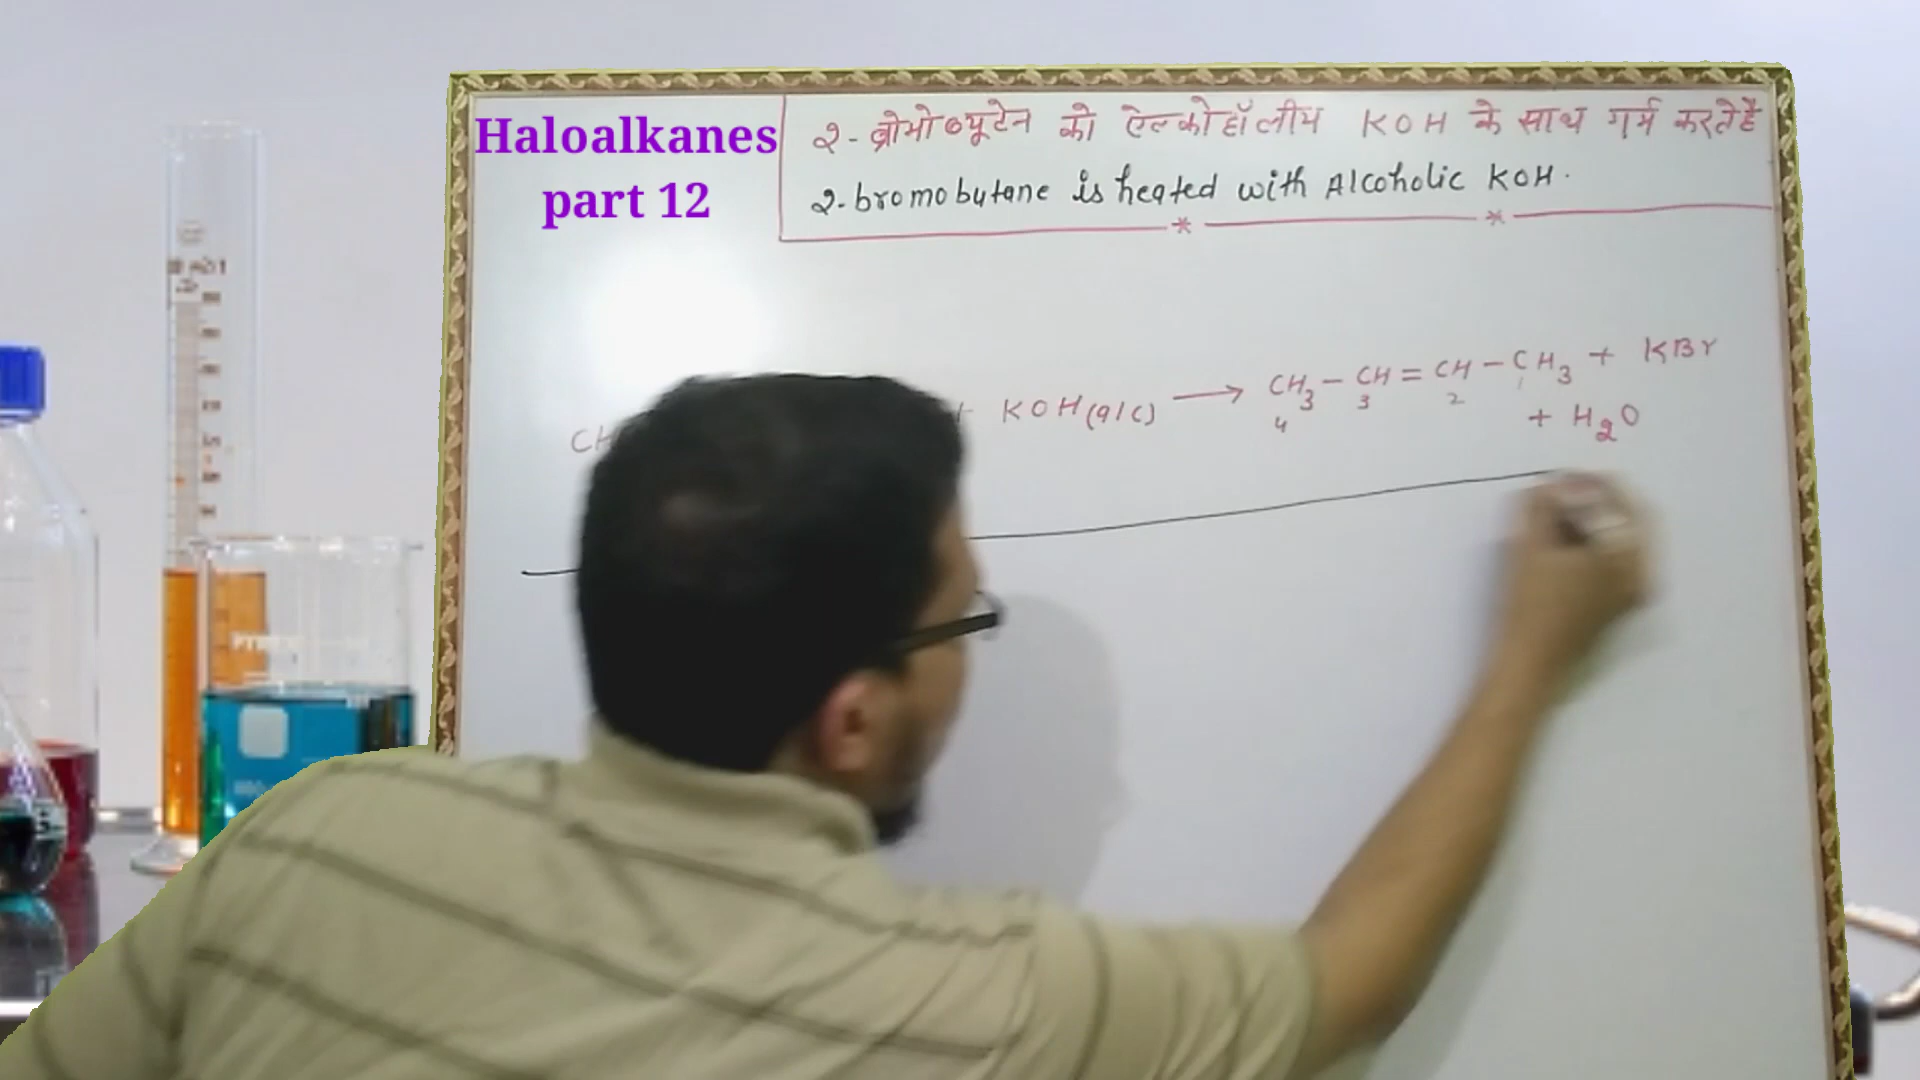 Haloalkanes
part 12
2-ब्रोमोब्यूटेन को ऐल्कोहॉलीय KOH के साथ गर्म करते है
2-bromobutane is heated with Alcoholic KOH.
CH + KOH(alc) → CH3 - CH = CH - CH3 + KBr
4 3 2 1
+ H2O